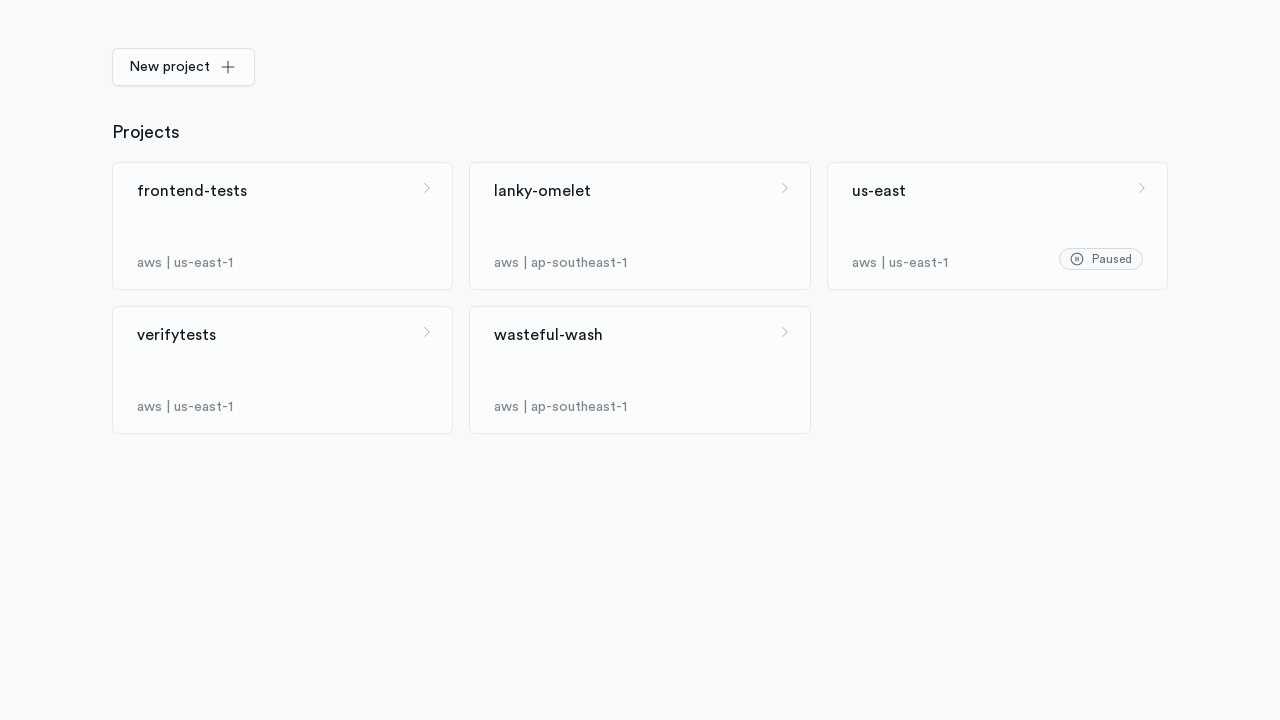 New project
Projects
frontend-tests
aws | us-east-1
lanky-omelet
aws | ap-southeast-1
us-east
aws | us-east-1
Paused
verifytests
aws | us-east-1
wasteful-wash
aws | ap-southeast-1